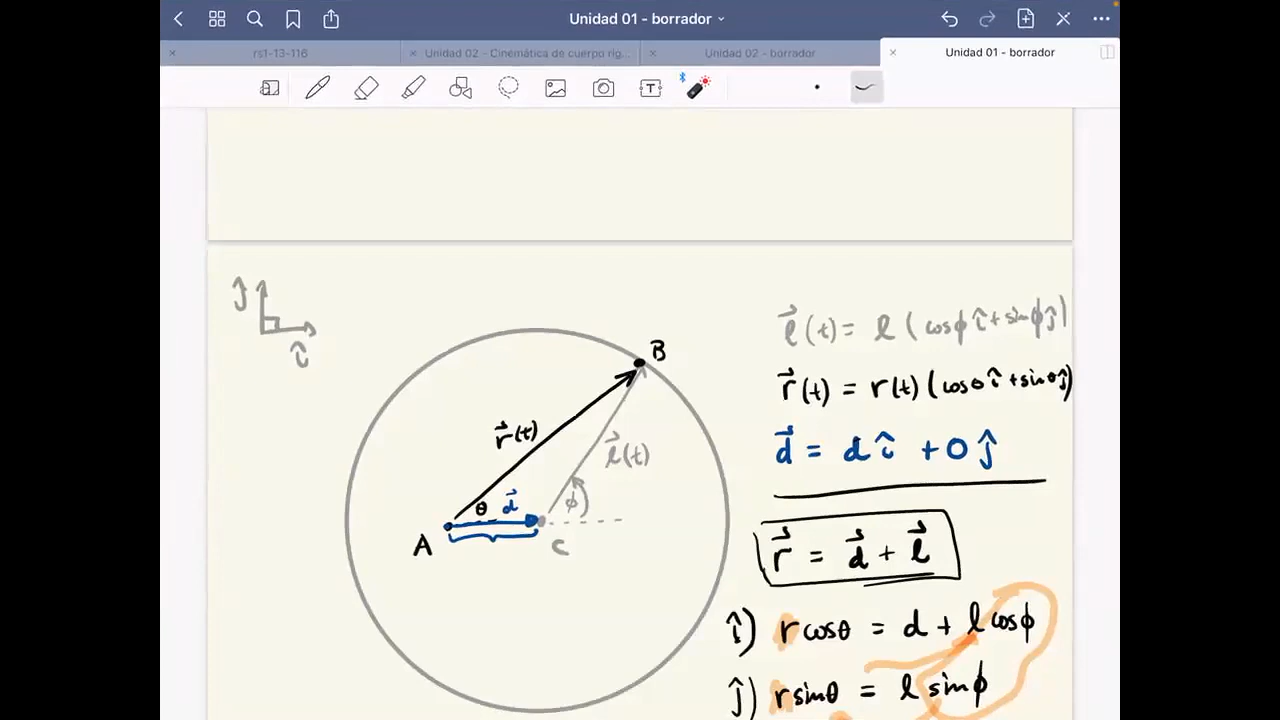 Unidad 01 - borrador
rs1-13-116
Unidad 02 - Cinemática de cuerpo rig...
Unidad 02 - borrador
Unidad 01 - borrador
T
ĵ
î
B
A
C
r⃗(t)
l⃗(t)
θ
d⃗
ϕ
l⃗(t) = l (cosϕ î + sinϕ ĵ)
r⃗(t) = r(t) (cosθ î + sinθ ĵ)
d⃗ = d î + 0 ĵ
r⃗ = d⃗ + l⃗
î) r cosθ = d + l cosϕ
ĵ) r sinθ = l sinϕ